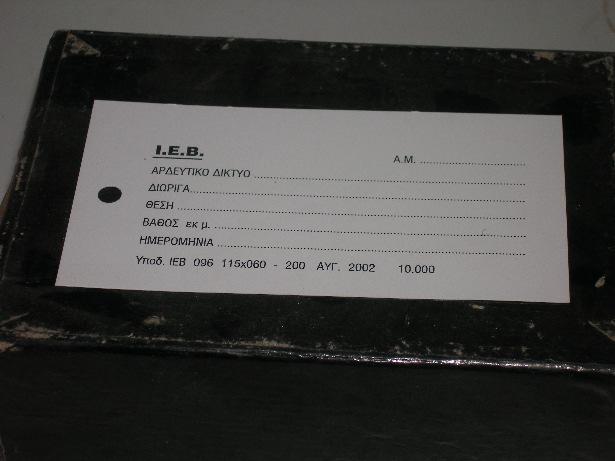 Ι.Ε.Β.
Α.Μ. ..............................
ΑΡΔΕΥΤΙΚΟ ΔΙΚΤΥΟ ..............................
ΔΙΩΡΙΓΑ..............................
ΘΕΣΗ ..............................
ΒΑΘΟΣ εκ μ. ..............................
ΗΜΕΡΟΜΗΝΙΑ ..............................
Υποδ. ΙΕΒ 096 115x060 - 200 ΑΥΓ. 2002 10.000